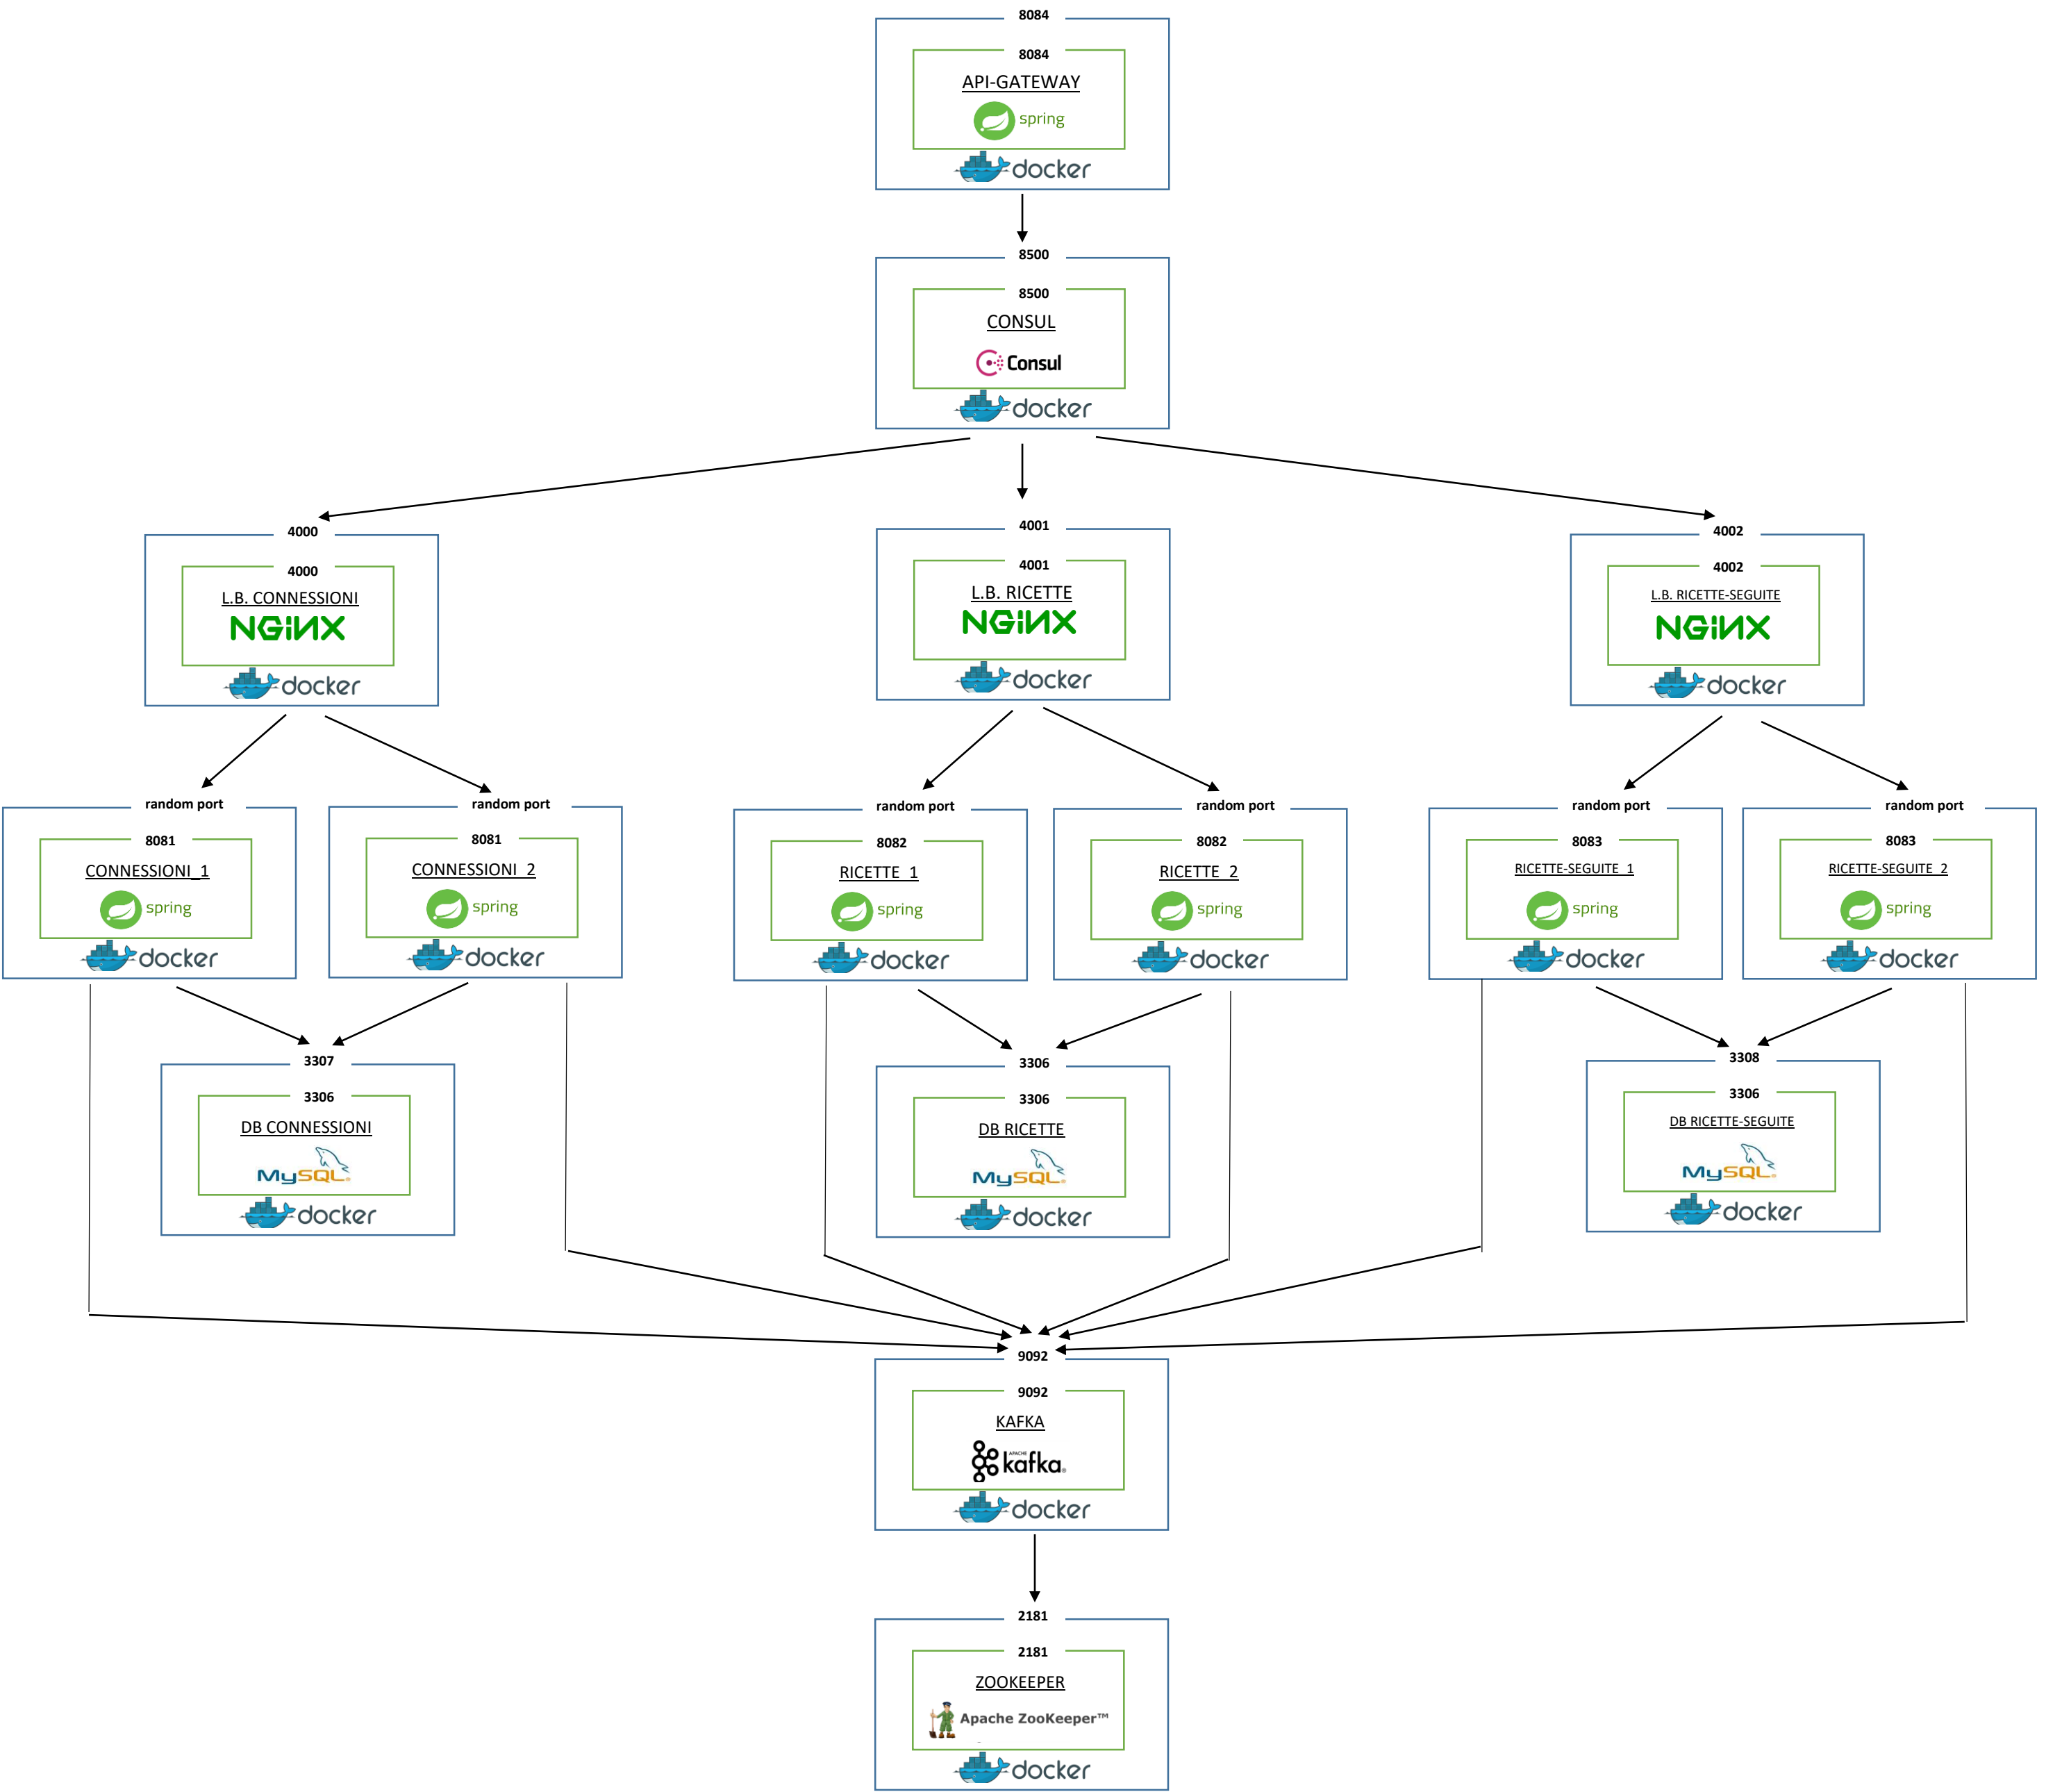 8084
8084
API-GATEWAY
spring
docker
8500
8500
CONSUL
Consul
docker
4000
4000
L.B. CONNESSIONI
NGINX
docker
4001
4001
L.B. RICETTE
NGINX
docker
4002
4002
L.B. RICETTE-SEGUITE
NGINX
docker
random port
8081
CONNESSIONI_1
spring
docker
random port
8081
CONNESSIONI_2
spring
docker
random port
8082
RICETTE_1
spring
docker
random port
8082
RICETTE_2
spring
docker
random port
8083
RICETTE-SEGUITE_1
spring
docker
random port
8083
RICETTE-SEGUITE_2
spring
docker
3307
3306
DB CONNESSIONI
MySQL®
docker
3306
3306
DB RICETTE
MySQL®
docker
3308
3306
DB RICETTE-SEGUITE
MySQL®
docker
9092
9092
KAFKA
APACHE
kafka®
docker
2181
2181
ZOOKEEPER
Apache ZooKeeper™
docker